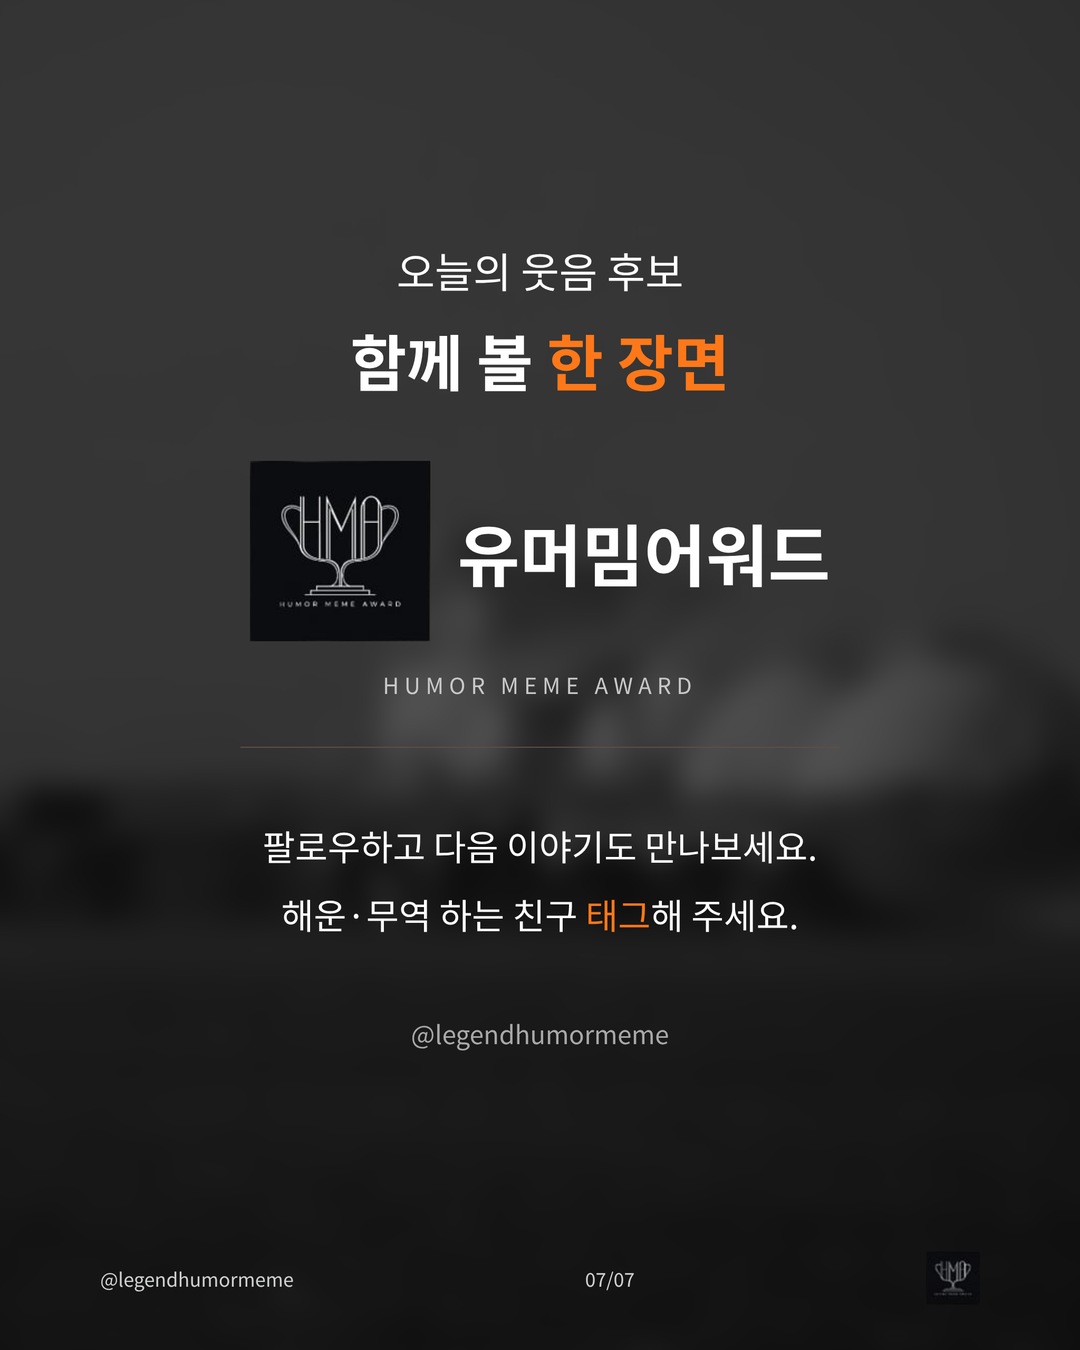 오늘의 웃음 후보
함께 볼 한 장면
HMA
HUMOR MEME AWARD
유머밈어워드
HUMOR MEME AWARD
팔로우하고 다음 이야기도 만나보세요.
해운·무역 하는 친구 태그해 주세요.
@legendhumormeme
@legendhumormeme
07/07
HMA